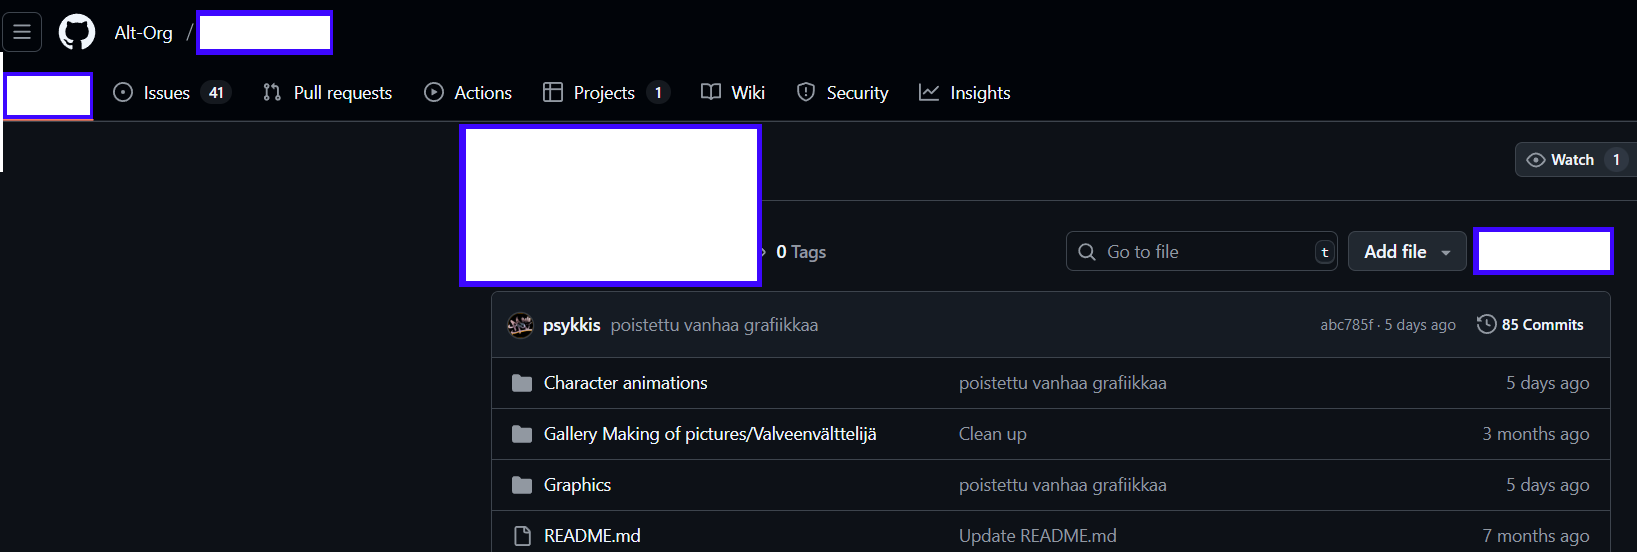 Alt-Org /
Issues 41 Pull requests Actions Projects 1 Wiki Security Insights
Watch 1
0 Tags Go to file t Add file
psykkis poistettu vanhaa grafiikkaa abc785f · 5 days ago 85 Commits
Character animations poistettu vanhaa grafiikkaa 5 days ago
Gallery Making of pictures/Valveenvälttelijä Clean up 3 months ago
Graphics poistettu vanhaa grafiikkaa 5 days ago
README.md Update README.md 7 months ago